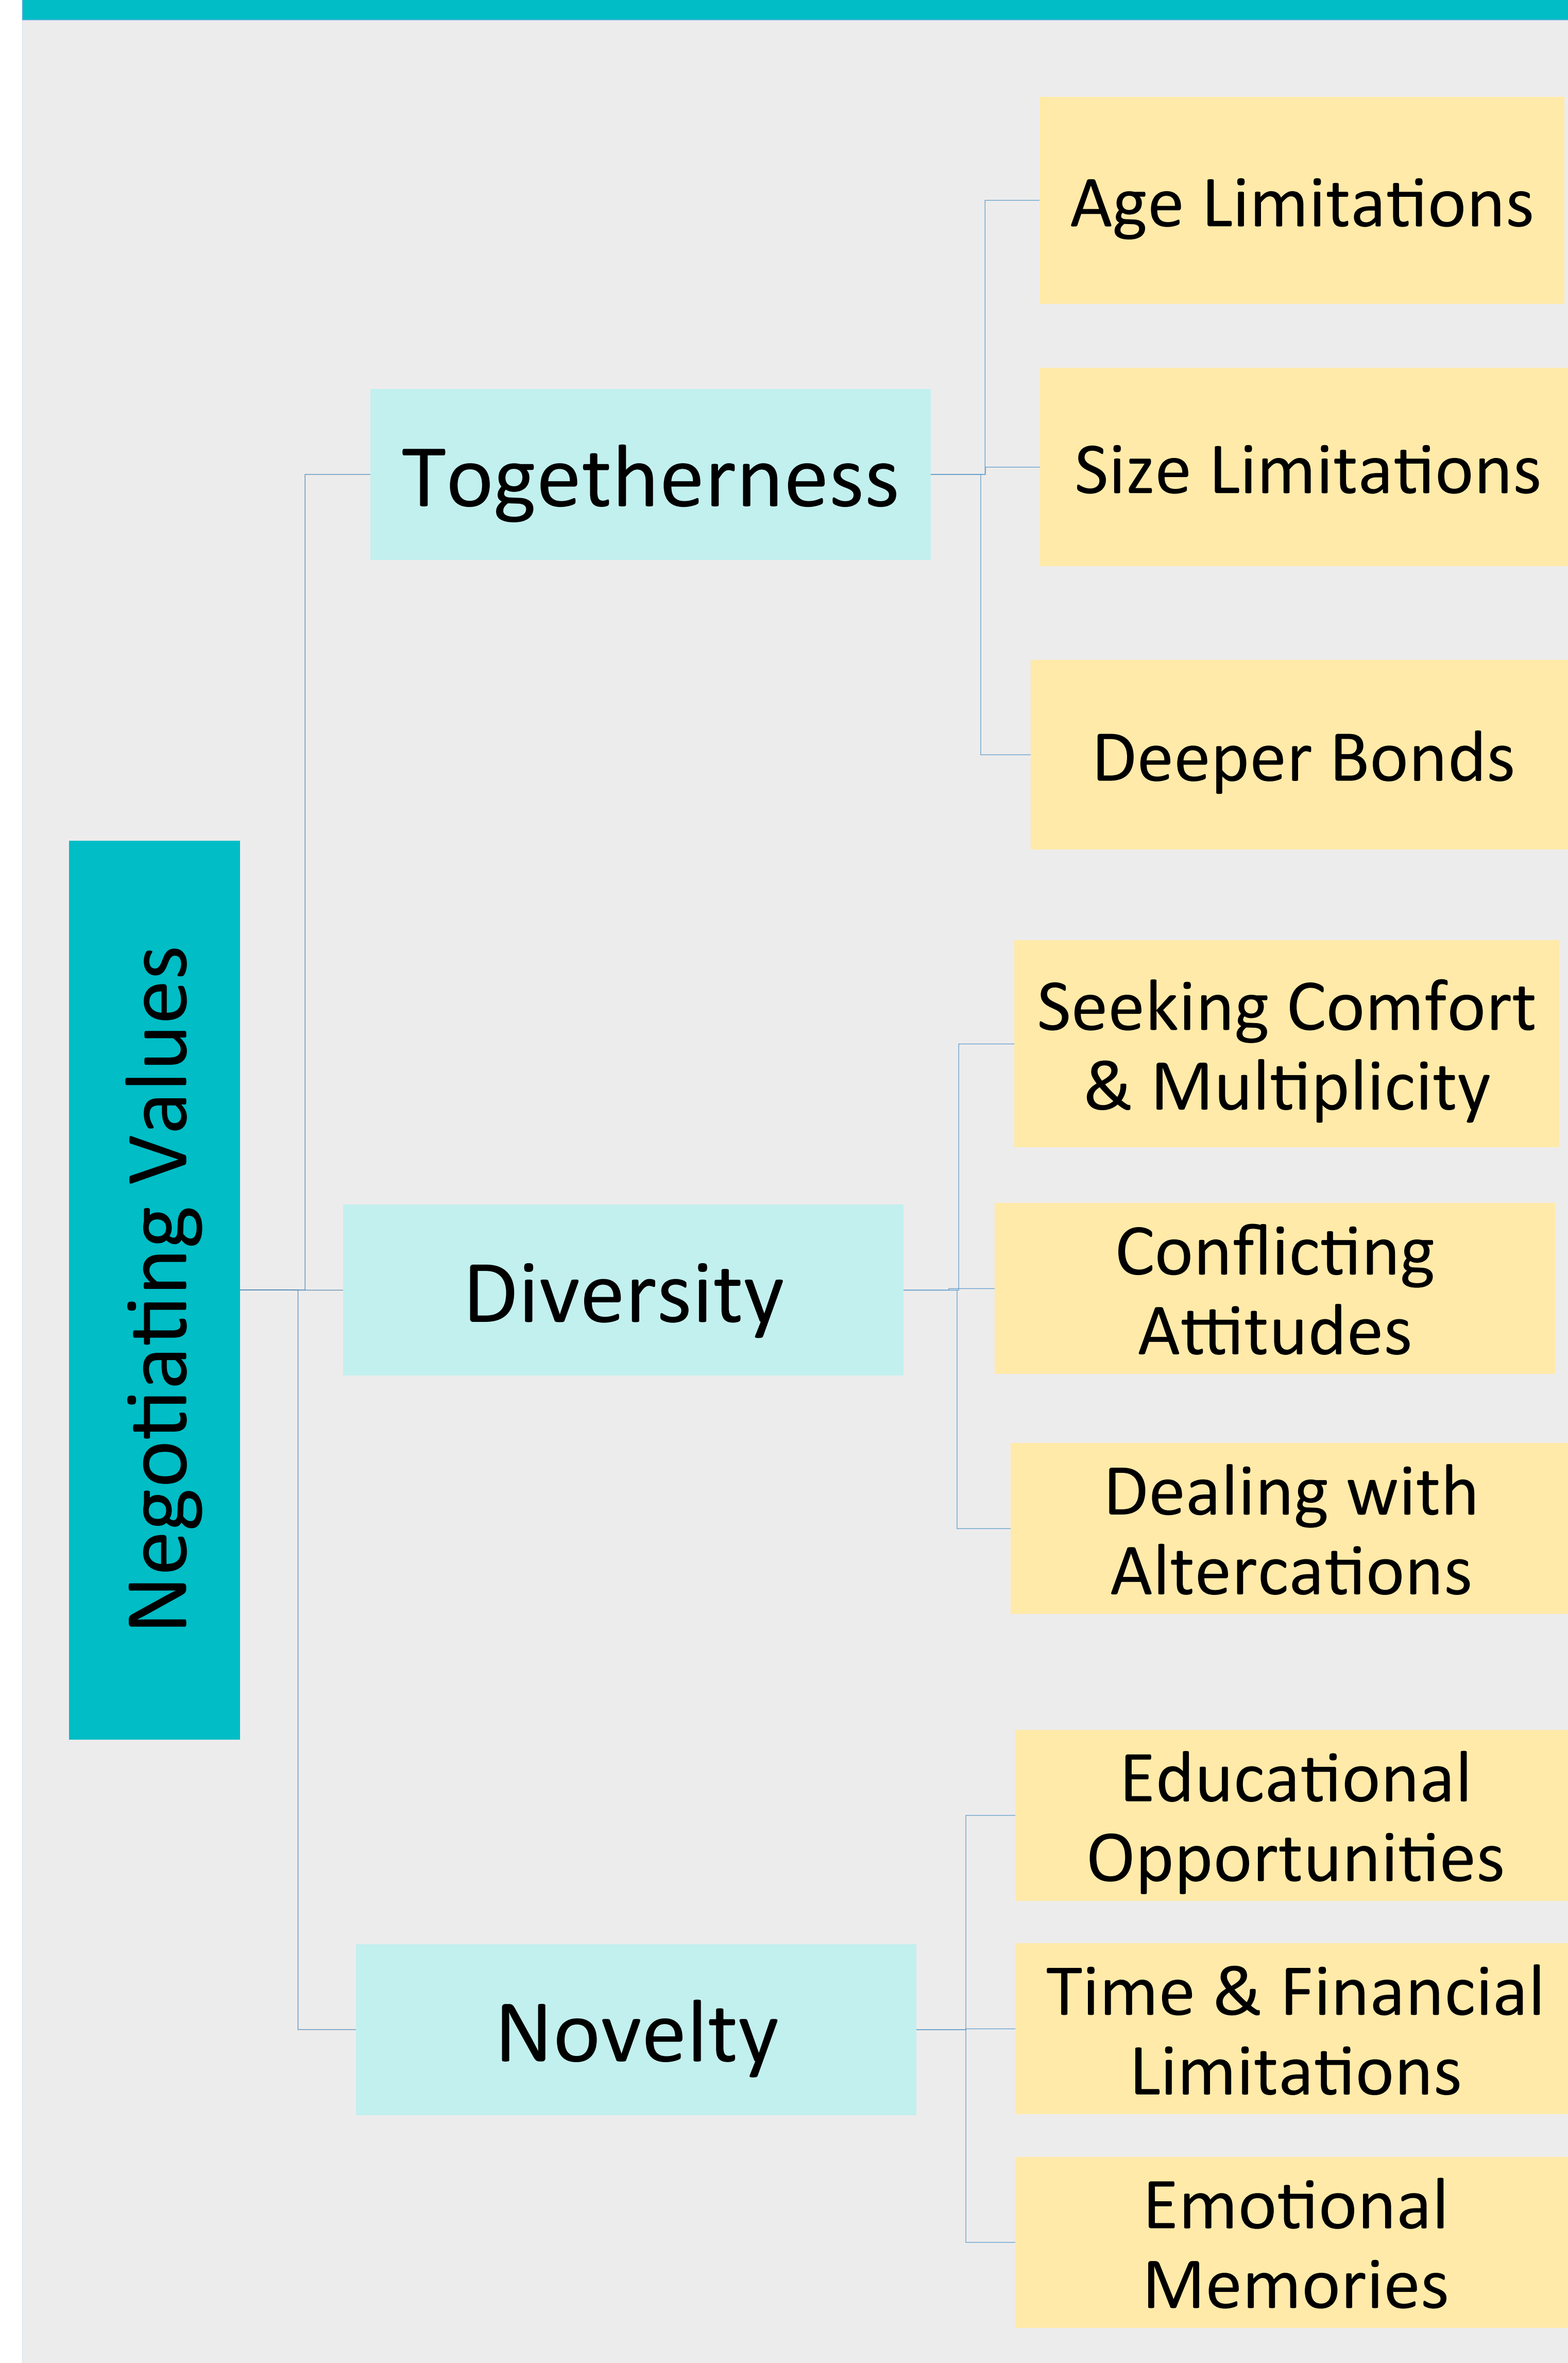 Negotiating Values
Togetherness
Age Limitations
Size Limitations
Deeper Bonds
Diversity
Seeking Comfort
& Multiplicity
Conflicting
Attitudes
Dealing with
Altercations
Novelty
Educational
Opportunities
Time & Financial
Limitations
Emotional
Memories